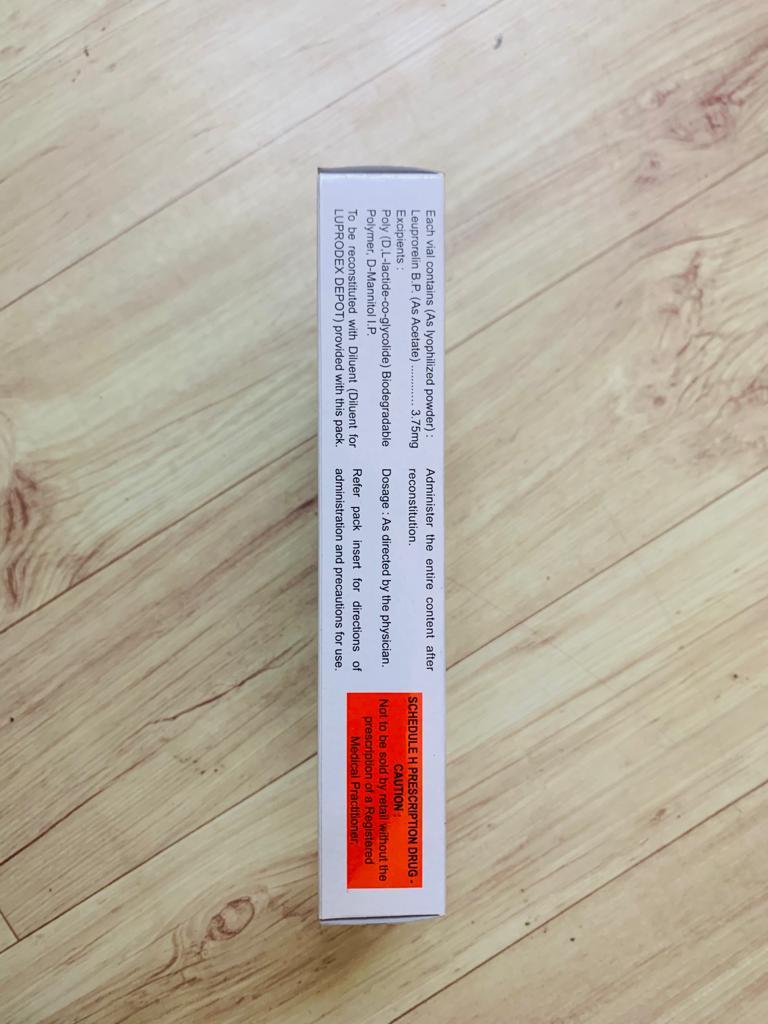 Each vial contains (As lyophilized powder) :
Leuprorelin B.P. (As Acetate) ............ 3.75mg
Excipients :
Poly (D,L-lactide-co-glycolide) Biodegradable
Polymer, D-Mannitol I.P.
To be reconstituted with Diluent (Diluent for
LUPRODEX DEPOT) provided with this pack.
Administer the entire content after
reconstitution.
Dosage : As directed by the physician.
Refer pack insert for directions of
administration and precautions for use.
SCHEDULE H PRESCRIPTION DRUG -
CAUTION :
Not to be sold by retail without the
prescription of a Registered
Medical Practitioner.